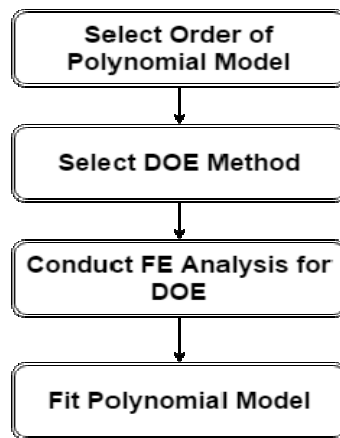 Select Order of
Polynomial Model
Select DOE Method
Conduct FE Analysis for
DOE
Fit Polynomial Model